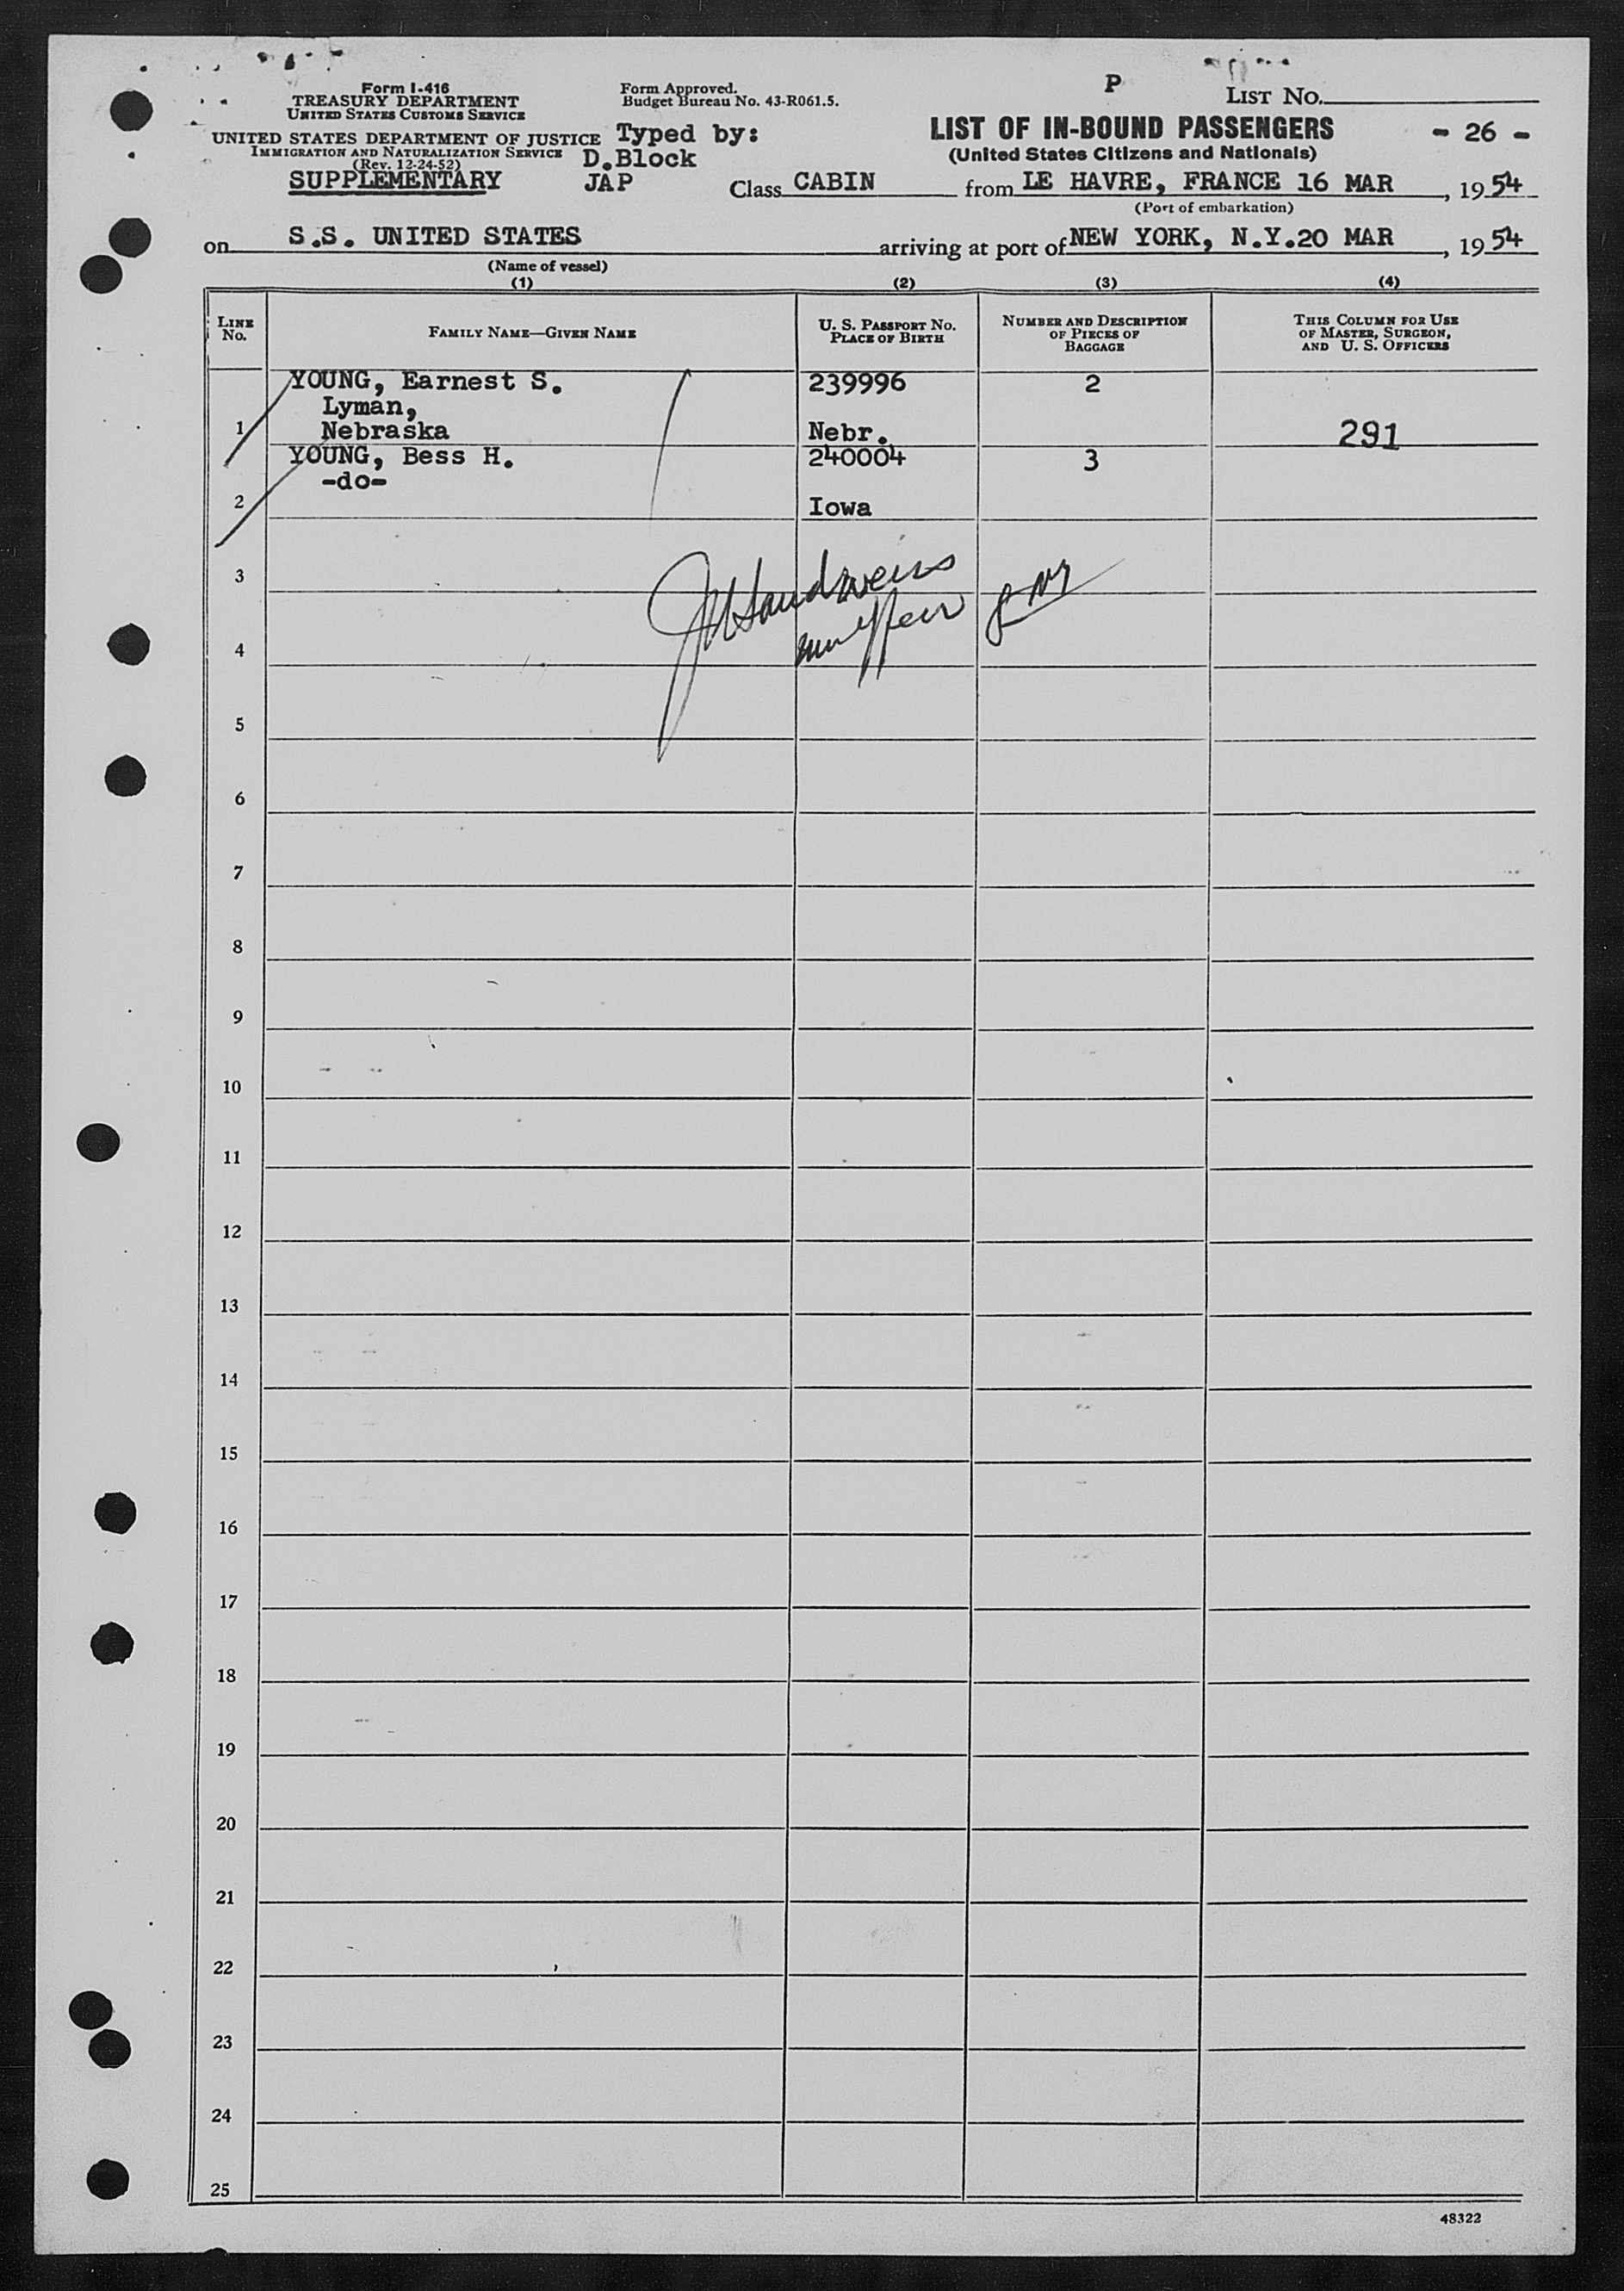 Form I-416
TREASURY DEPARTMENT
UNITED STATES CUSTOMS SERVICE
UNITED STATES DEPARTMENT OF JUSTICE
IMMIGRATION AND NATURALIZATION SERVICE
(Rev. 12-24-52)
SUPPLEMENTARY
Form Approved.
Budget Bureau No. 43-R061.5.
Typed by:
D.Block
JAP
P
LIST NO.
LIST OF IN-BOUND PASSENGERS
- 26 -
(United States Citizens and Nationals)
Class CABIN from LE HAVRE, FRANCE 16 MAR, 1954
(Port of embarkation)
on S.S. UNITED STATES arriving at port of NEW YORK, N.Y. 20 MAR, 1954
(Name of vessel)
(1) (2) (3) (4)
LINE NO.
FAMILY NAME—GIVEN NAME
U. S. PASSPORT NO.
PLACE OF BIRTH
NUMBER AND DESCRIPTION
OF PIECES OF
BAGGAGE
THIS COLUMN FOR USE
OF MASTER, SURGEON,
AND U. S. OFFICERS
YOUNG, Earnest S. 239996 2
Lyman,
1 Nebraska Nebr. 291
YOUNG, Bess H. 240004 3
-do-
2 Iowa
3
4
5
6
7
8
9
10
11
12
13
14
15
16
17
18
19
20
21
22
23
24
25
48322